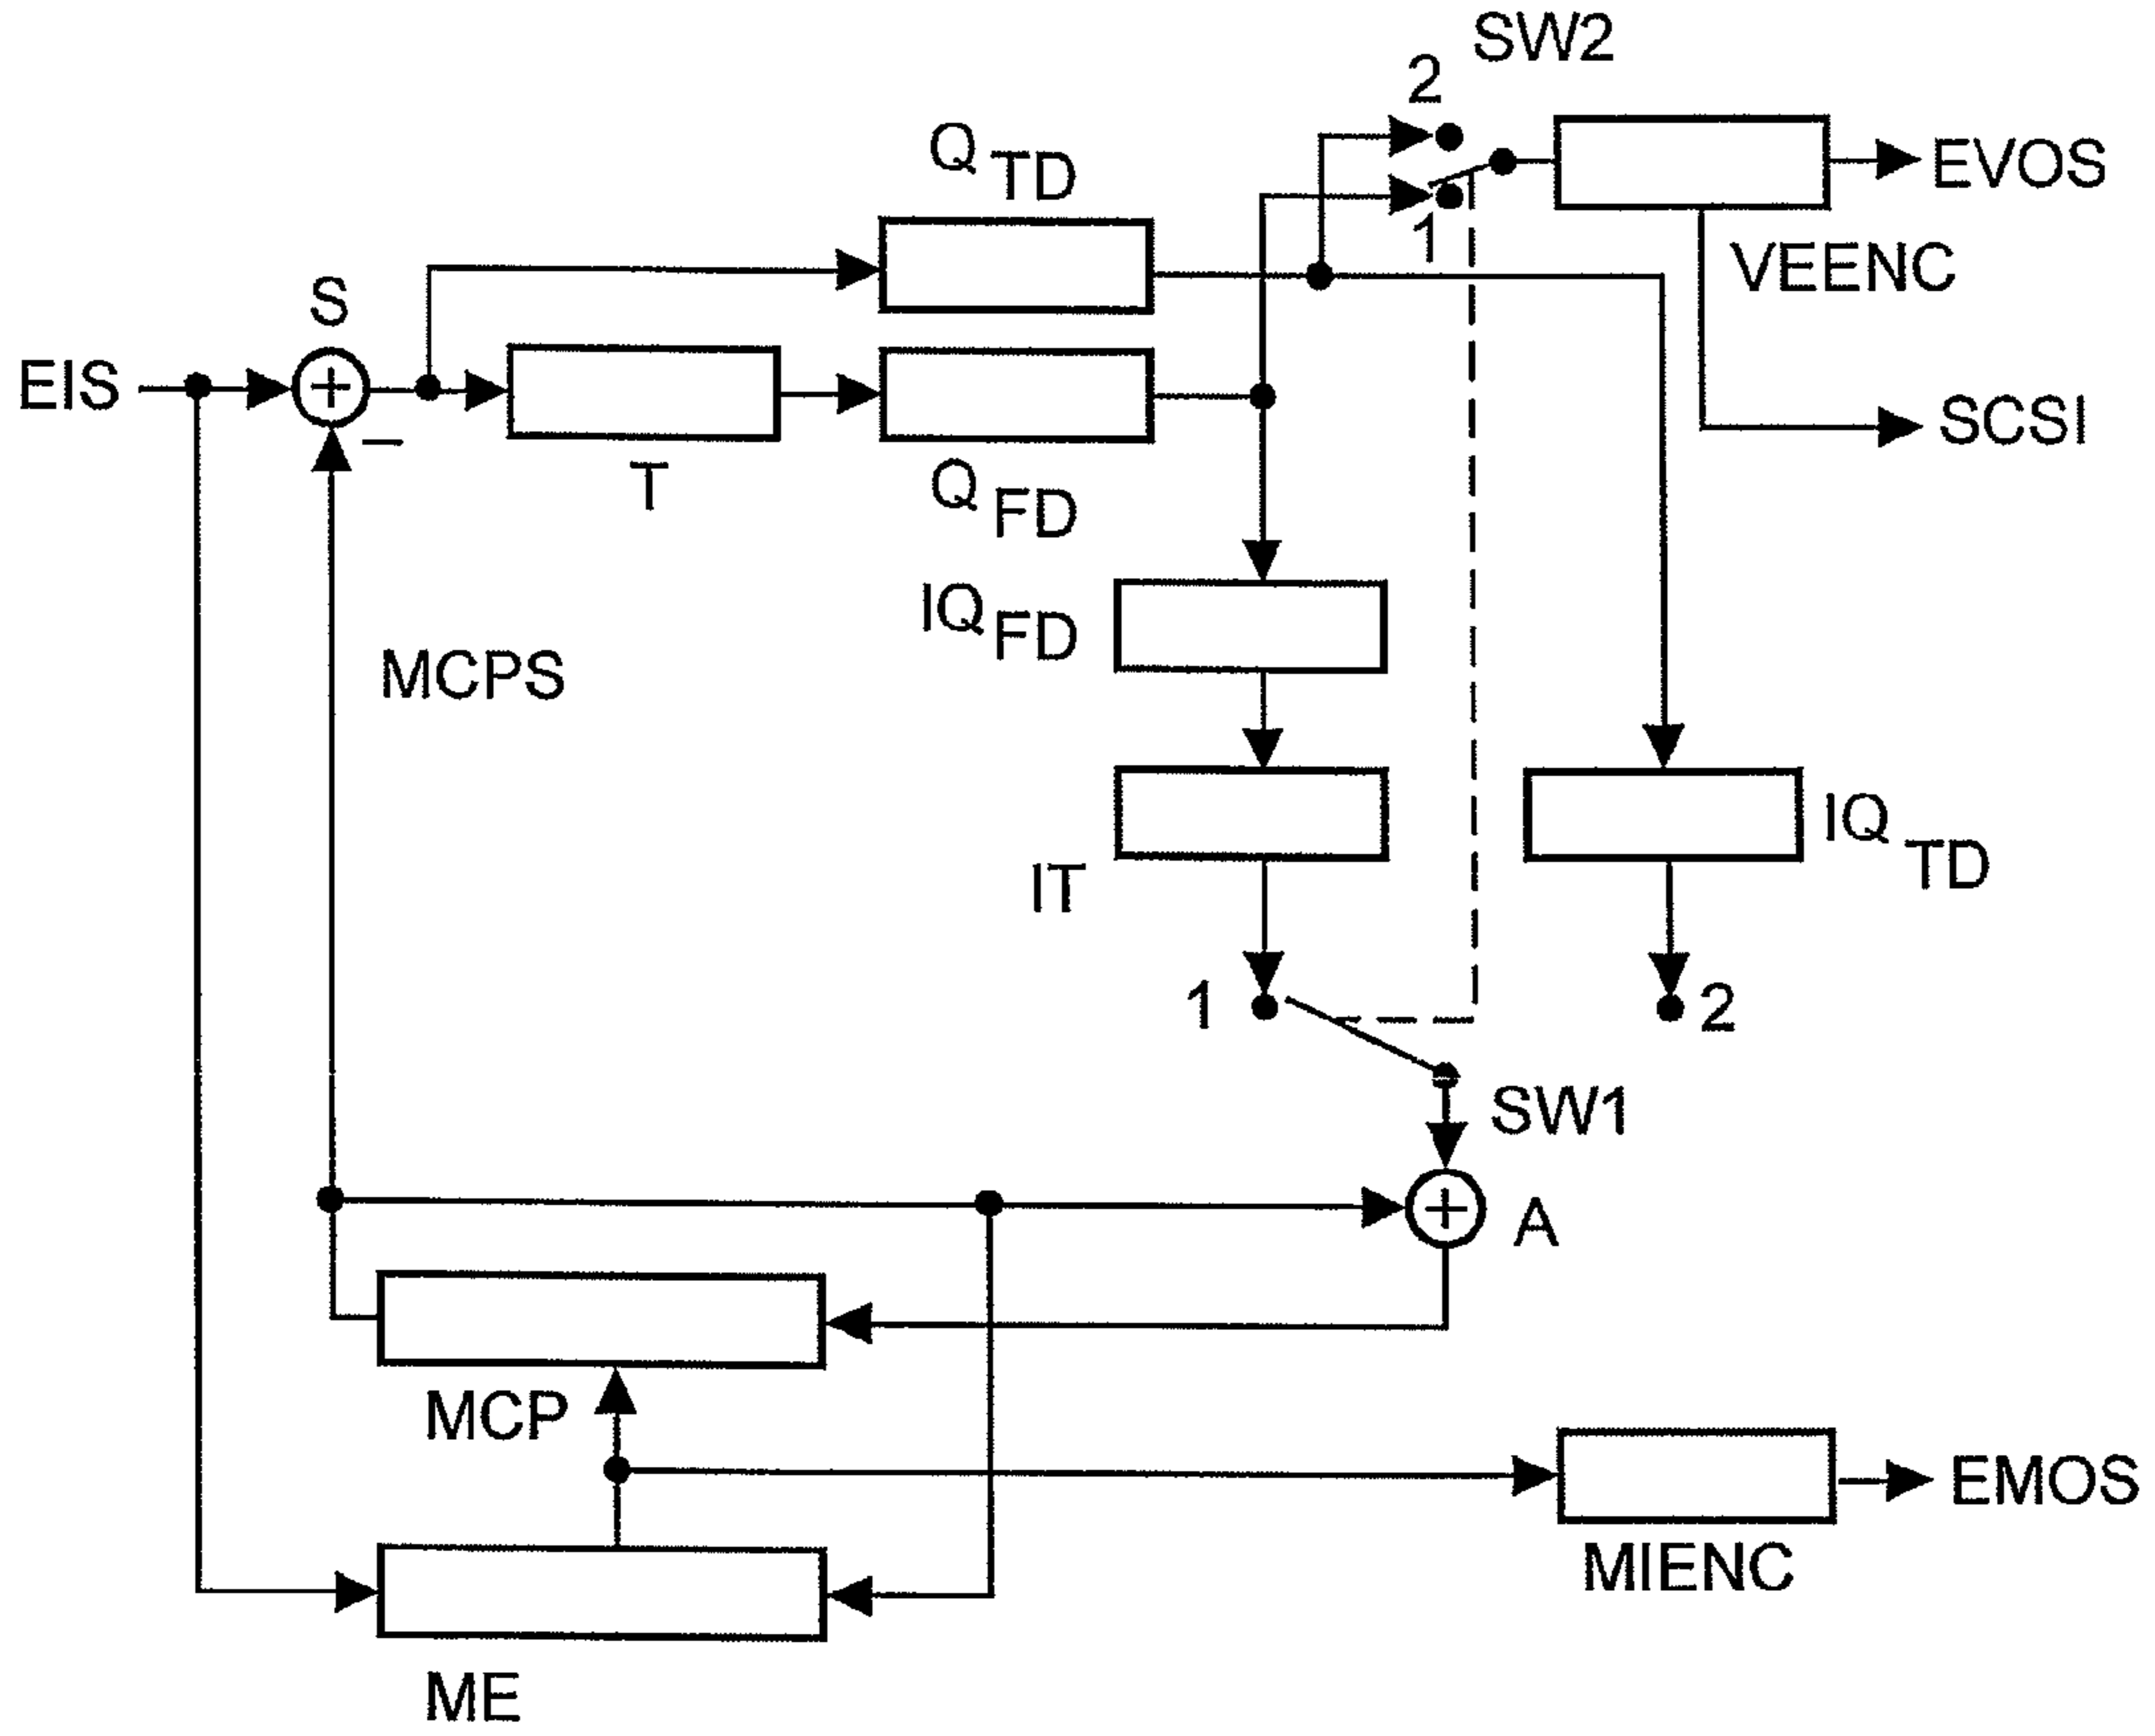 SW2
2
Q TD
EVOS
1
VEENC
S
+
EIS
SCSI
–
T
Q FD
IQ FD
MCPS
IQ TD
IT
1
2
SW1
+
A
MCP
EMOS
MIENC
ME